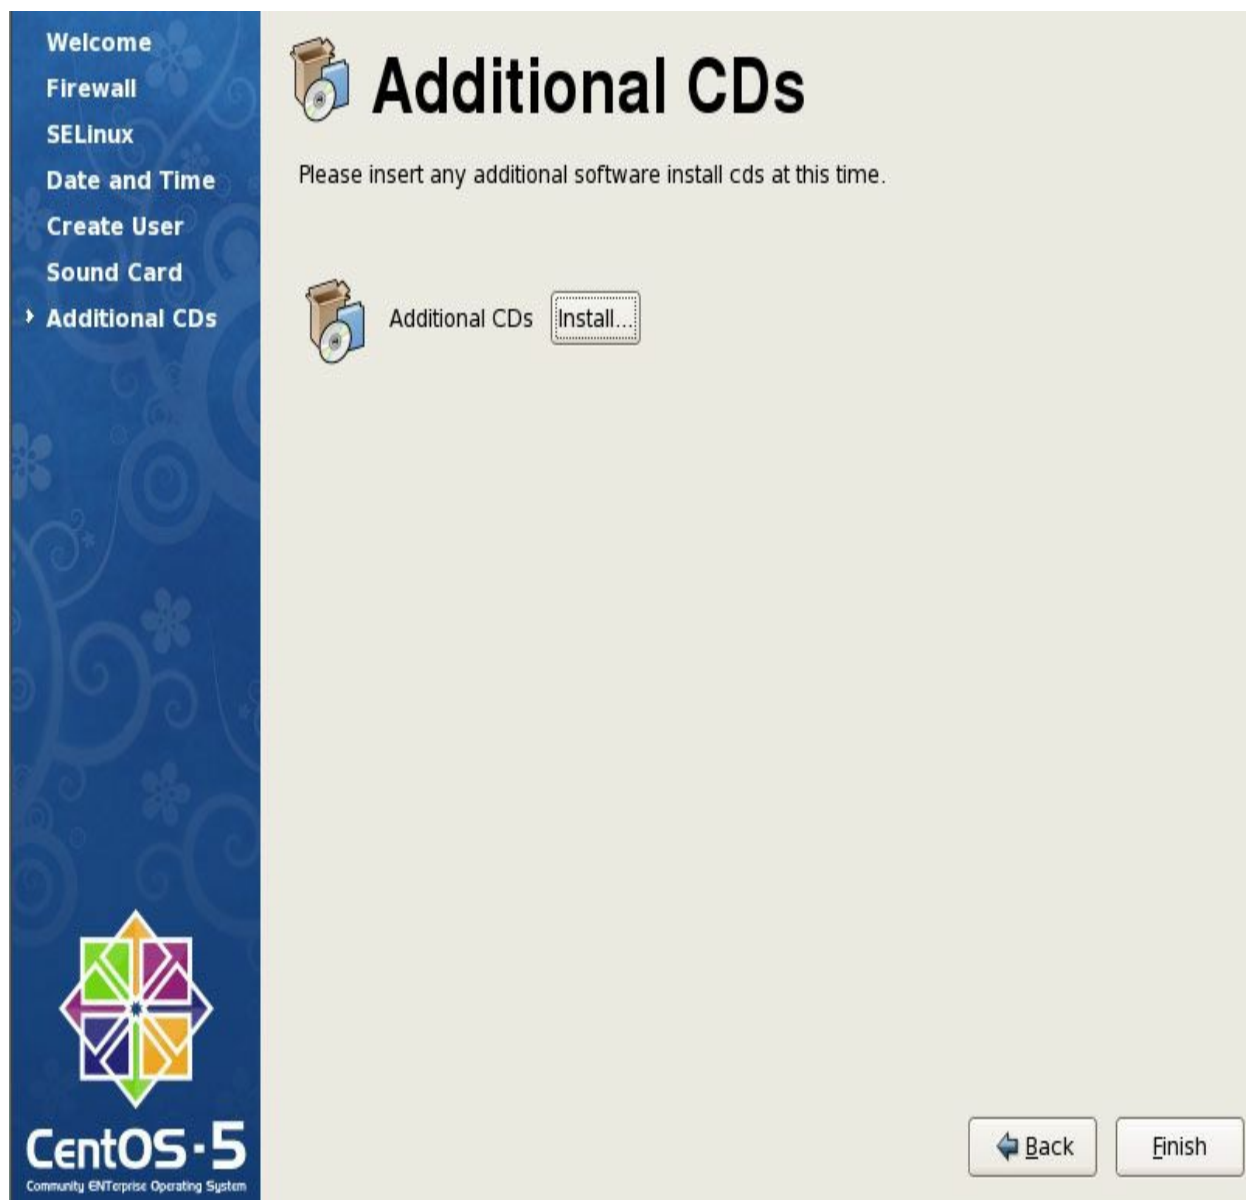 Welcome
Firewall
SELinux
Date and Time
Create User
Sound Card
Additional CDs
Additional CDs
Please insert any additional software install cds at this time.
Additional CDs Install...
CentOS-5
Community ENTerprise Operating System
Back Finish